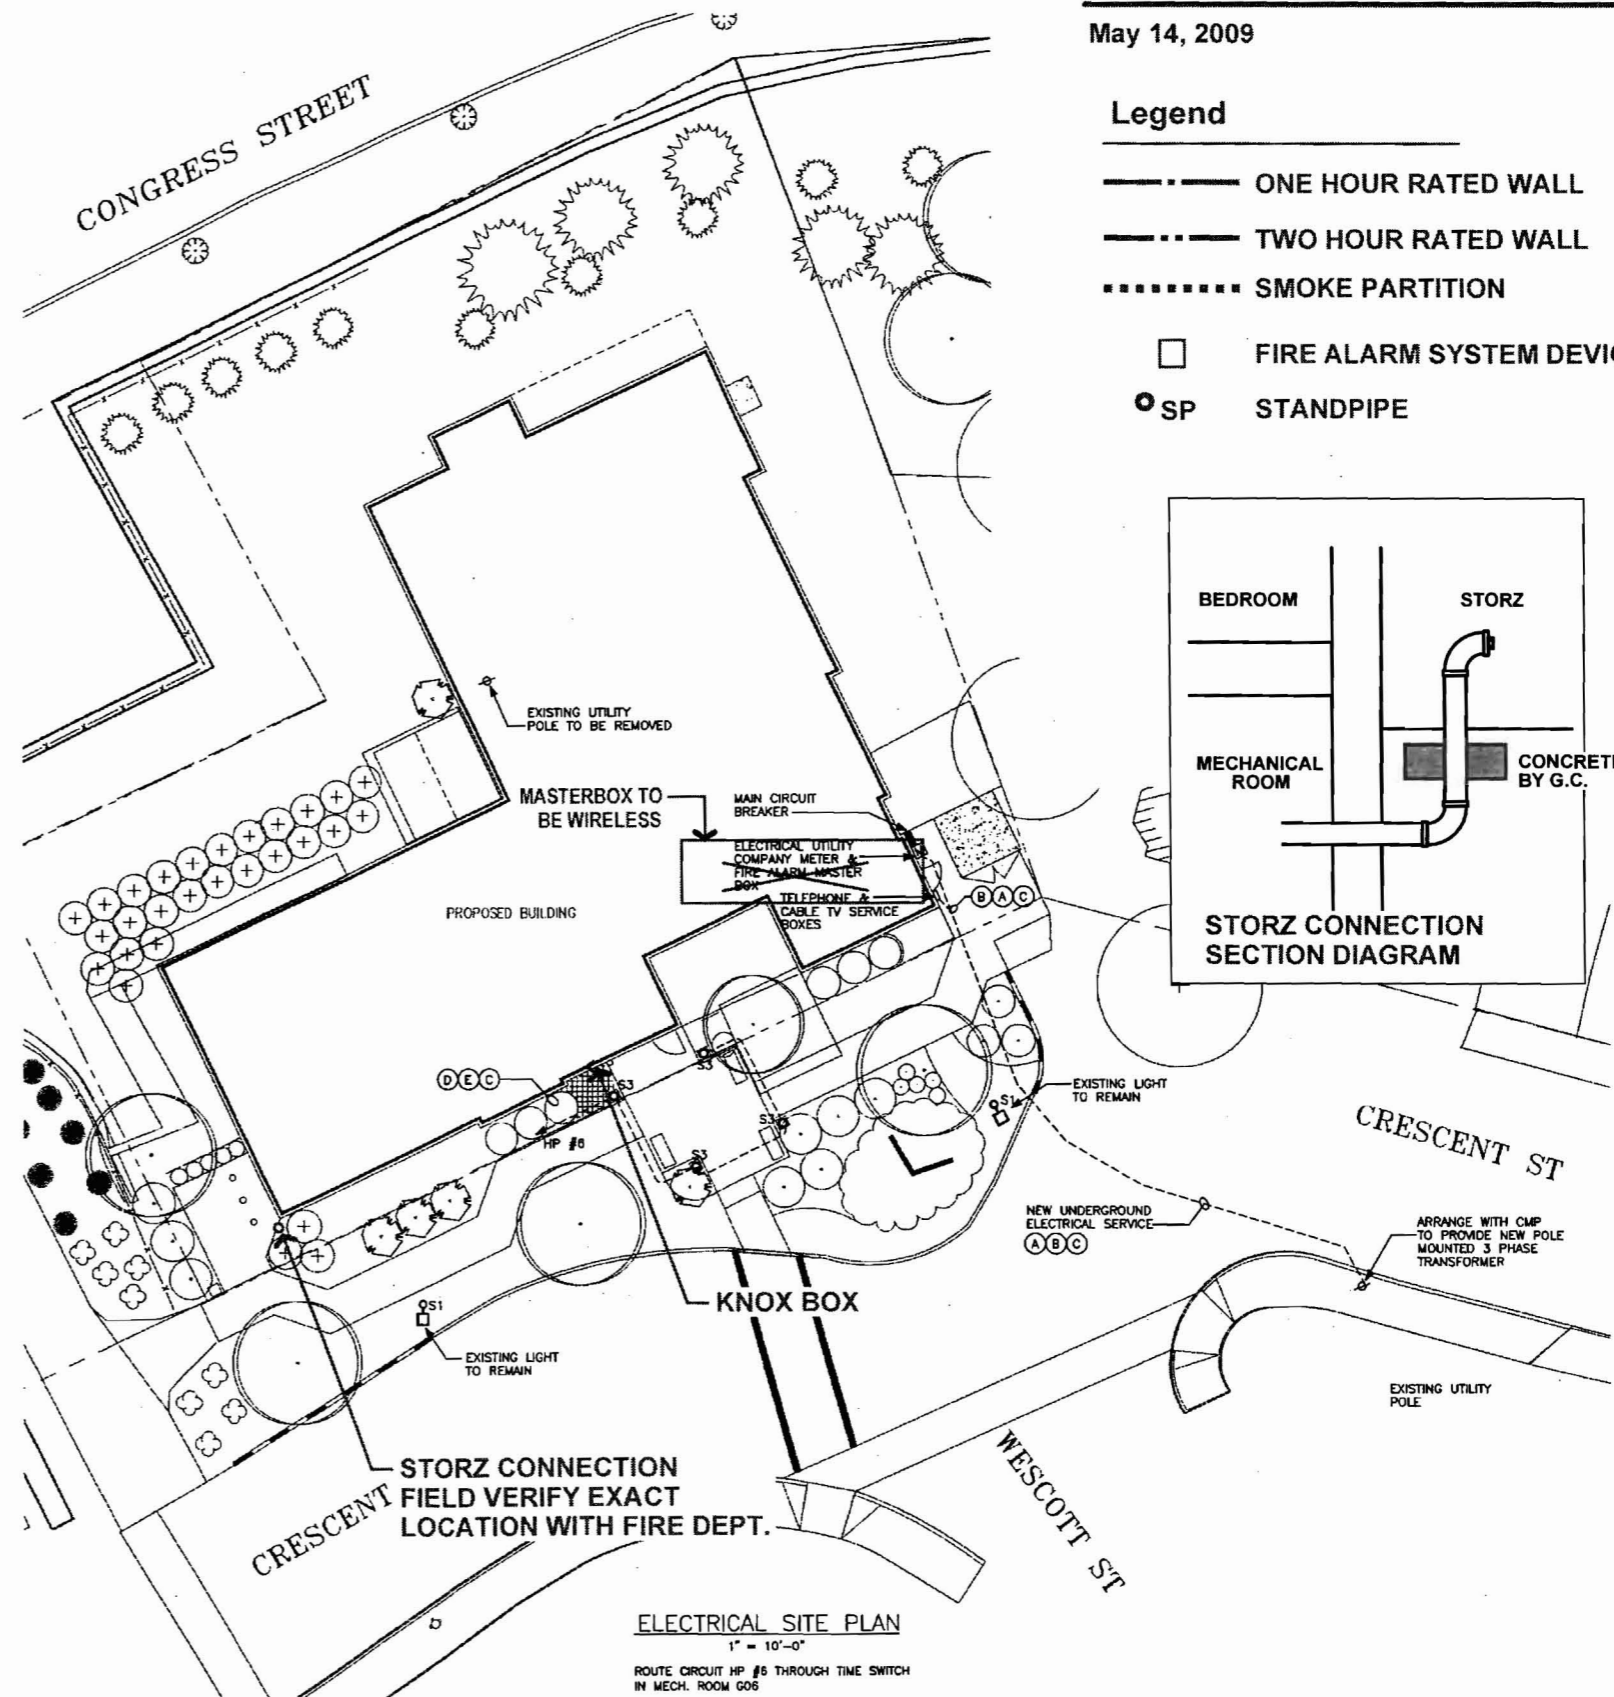 May 14, 2009
Legend
ONE HOUR RATED WALL
TWO HOUR RATED WALL
SMOKE PARTITION
FIRE ALARM SYSTEM DEVIC
SP STANDPIPE
CONGRESS STREET
BEDROOM
STORZ
MECHANICAL
ROOM
CONCRETE
BY G.C.
STORZ CONNECTION
SECTION DIAGRAM
EXISTING UTILITY
POLE TO BE REMOVED
MASTERBOX TO
BE WIRELESS
MAIN CIRCUIT
BREAKER
ELECTRICAL UTILITY
COMPANY METER &
FIRE ALARM MASTER
BOX
TELEPHONE &
CABLE TV SERVICE
BOXES
B A C
PROPOSED BUILDING
D E C
S3
S3
S3
S3
HP #6
S1
EXISTING LIGHT
TO REMAIN
CRESCENT ST
NEW UNDERGROUND
ELECTRICAL SERVICE
A B C
ARRANGE WITH CMP
TO PROVIDE NEW POLE
MOUNTED 3 PHASE
TRANSFORMER
KNOX BOX
S1
EXISTING LIGHT
TO REMAIN
EXISTING UTILITY
POLE
STORZ CONNECTION
FIELD VERIFY EXACT
LOCATION WITH FIRE DEPT.
CRESCENT
WESCOTT ST
ELECTRICAL SITE PLAN
1" = 10'-0"
ROUTE CIRCUIT HP #6 THROUGH TIME SWITCH
IN MECH. ROOM G06